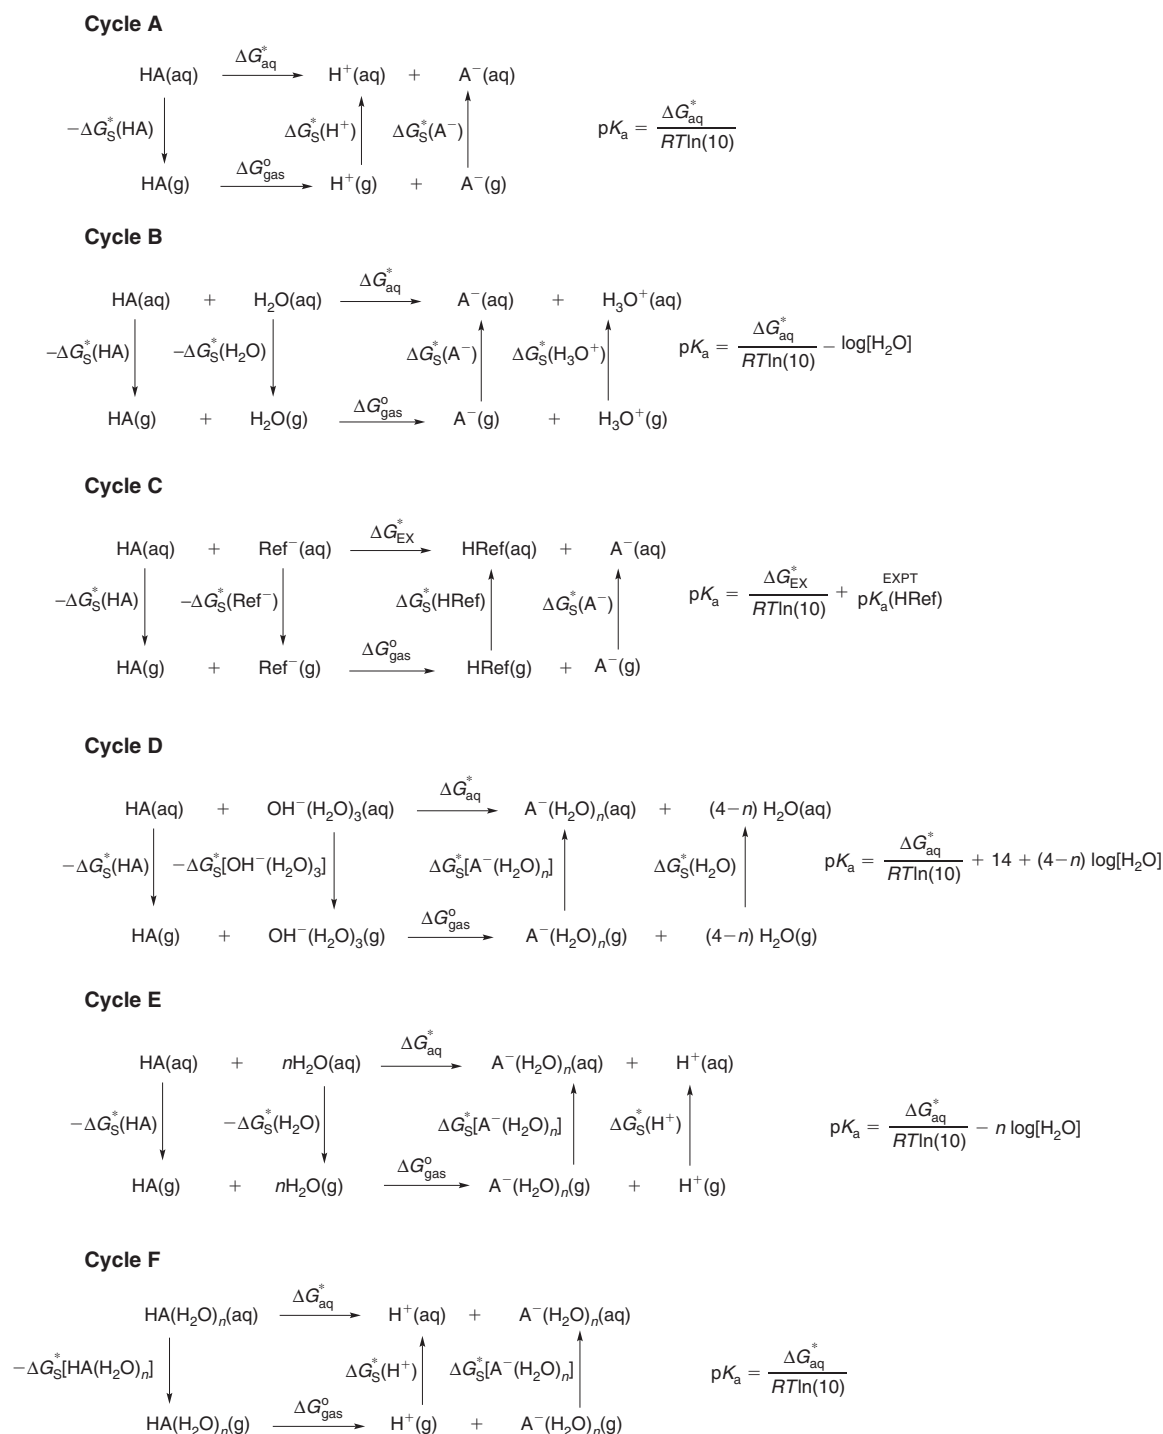 Cycle A
ΔG*aq
HA(aq) H⁺(aq) + A⁻(aq)
−ΔG*S(HA) ΔG*S(H⁺) ΔG*S(A⁻) pKa = ΔG*aq / RTln(10)
ΔG°gas
HA(g) H⁺(g) + A⁻(g)
Cycle B
ΔG*aq
HA(aq) + H₂O(aq) A⁻(aq) + H₃O⁺(aq)
−ΔG*S(HA) −ΔG*S(H₂O) ΔG*S(A⁻) ΔG*S(H₃O⁺) pKa = ΔG*aq / RTln(10) − log[H₂O]
ΔG°gas
HA(g) + H₂O(g) A⁻(g) + H₃O⁺(g)
Cycle C
ΔG*EX
HA(aq) + Ref⁻(aq) HRef(aq) + A⁻(aq)
−ΔG*S(HA) −ΔG*S(Ref⁻) ΔG*S(HRef) ΔG*S(A⁻) pKa = ΔG*EX / RTln(10) + EXPT pKa(HRef)
ΔG°gas
HA(g) + Ref⁻(g) HRef(g) + A⁻(g)
Cycle D
ΔG*aq
HA(aq) + OH⁻(H₂O)₃(aq) A⁻(H₂O)n(aq) + (4−n) H₂O(aq)
−ΔG*S(HA) −ΔG*S[OH⁻(H₂O)₃] ΔG*S[A⁻(H₂O)n] ΔG*S(H₂O) pKa = ΔG*aq / RTln(10) + 14 + (4−n) log[H₂O]
ΔG°gas
HA(g) + OH⁻(H₂O)₃(g) A⁻(H₂O)n(g) + (4−n) H₂O(g)
Cycle E
ΔG*aq
HA(aq) + nH₂O(aq) A⁻(H₂O)n(aq) + H⁺(aq)
−ΔG*S(HA) −ΔG*S(H₂O) ΔG*S[A⁻(H₂O)n] ΔG*S(H⁺) pKa = ΔG*aq / RTln(10) − n log[H₂O]
ΔG°gas
HA(g) + nH₂O(g) A⁻(H₂O)n(g) + H⁺(g)
Cycle F
ΔG*aq
HA(H₂O)n(aq) H⁺(aq) + A⁻(H₂O)n(aq)
−ΔG*S[HA(H₂O)n] ΔG*S(H⁺) ΔG*S[A⁻(H₂O)n] pKa = ΔG*aq / RTln(10)
ΔG°gas
HA(H₂O)n(g) H⁺(g) + A⁻(H₂O)n(g)